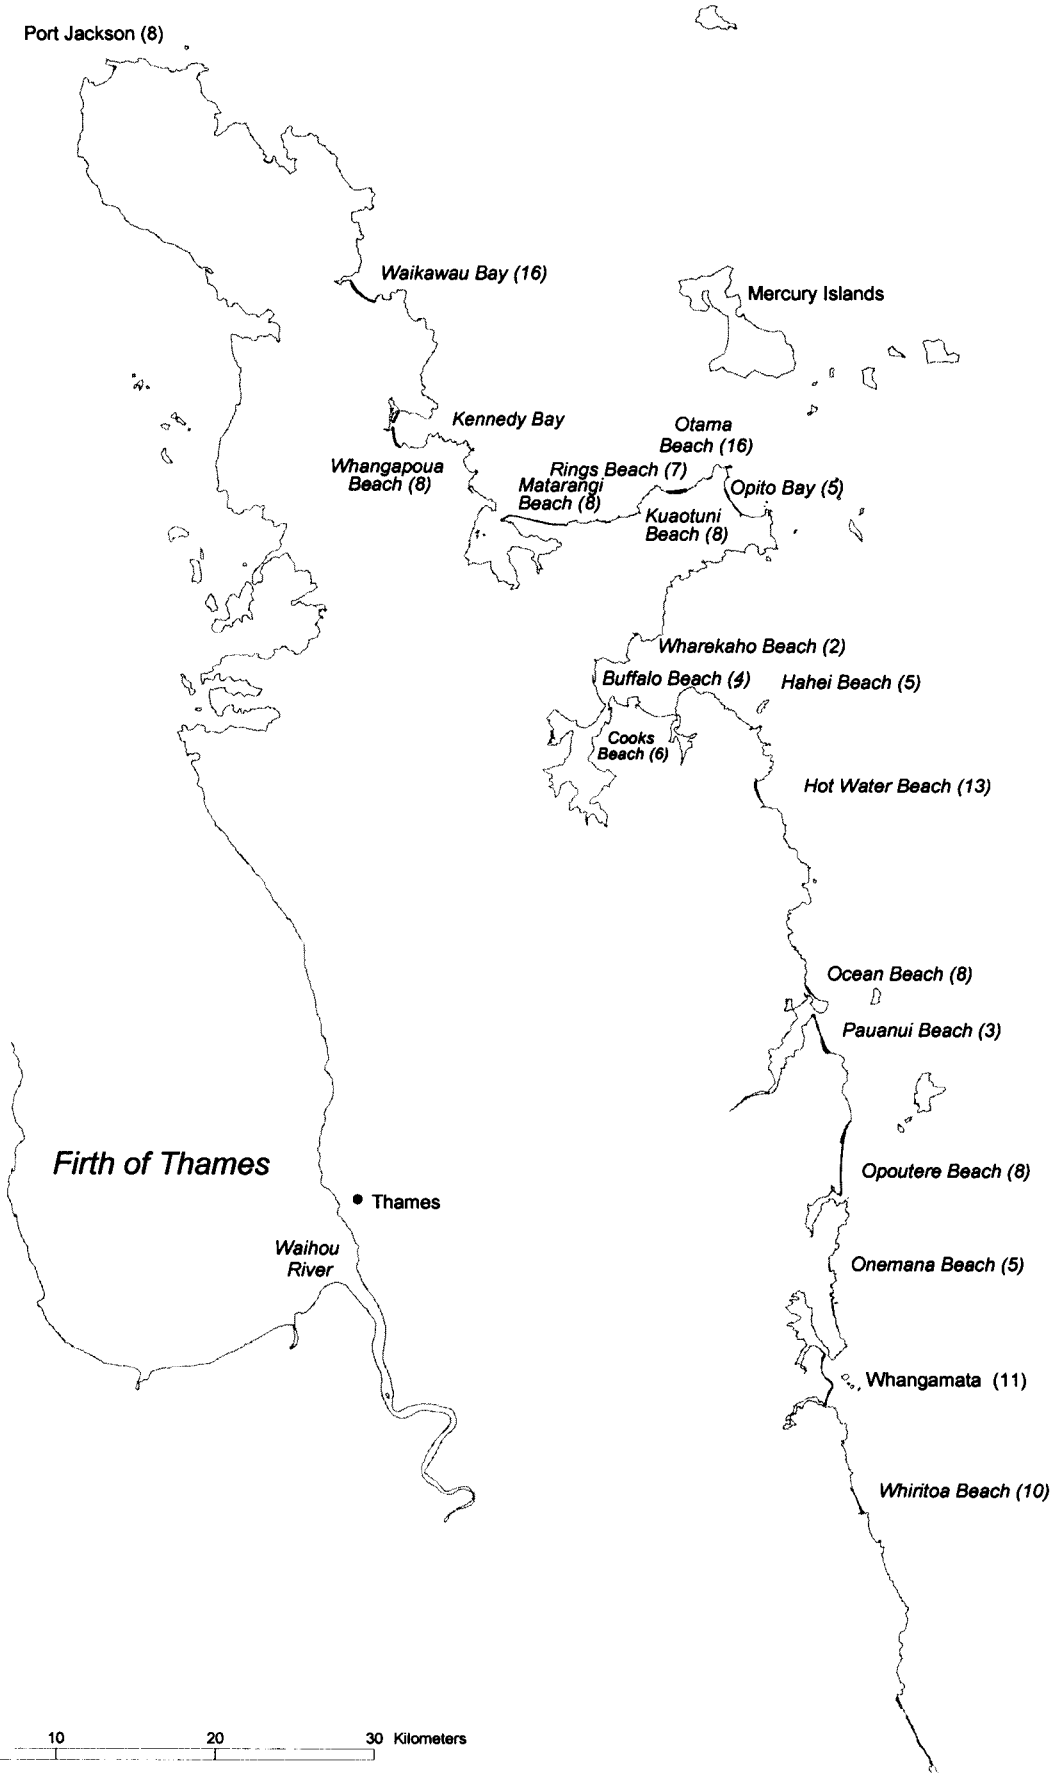 Port Jackson (8)
Waikawau Bay (16)
Mercury Islands
Kennedy Bay
Otama
Beach (16)
Whangapoua
Beach (8)
Rings Beach (7)
Matarangi
Beach (8)
Opito Bay (5)
Kuaotuni
Beach (8)
Wharekaho Beach (2)
Buffalo Beach (4)
Hahei Beach (5)
Cooks
Beach (6)
Hot Water Beach (13)
Ocean Beach (8)
Pauanui Beach (3)
Firth of Thames
Opoutere Beach (8)
Thames
Waihou
River
Onemana Beach (5)
Whangamata (11)
Whiritoa Beach (10)
10 20 30 Kilometers